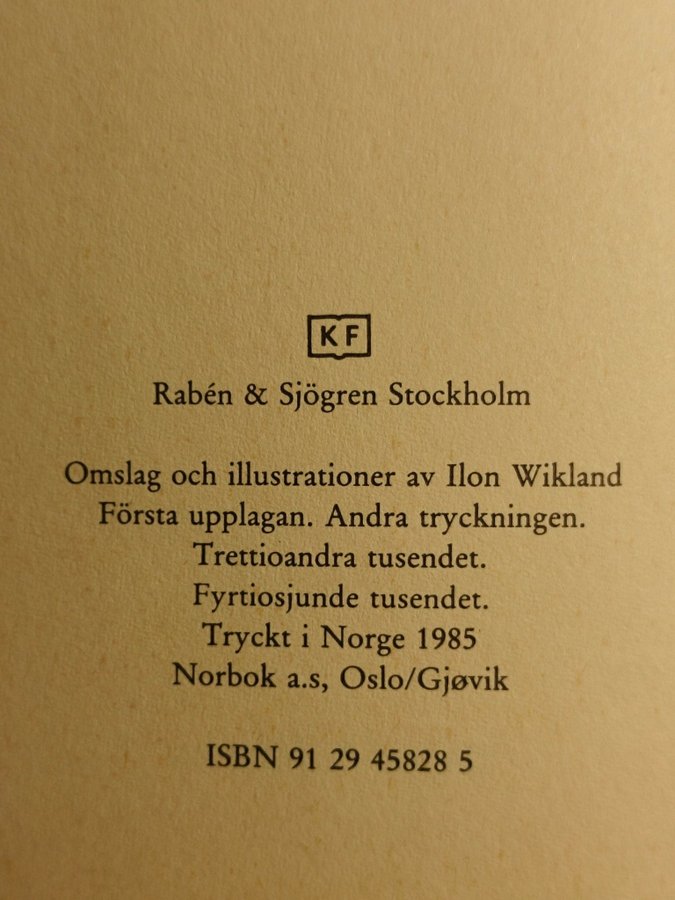 KF
Rabén & Sjögren Stockholm
Omslag och illustrationer av Ilon Wikland
Första upplagan. Andra tryckningen.
Trettioandra tusendet.
Fyrtiosjunde tusendet.
Tryckt i Norge 1985
Norbok a.s, Oslo/Gjøvik
ISBN 91 29 45828 5